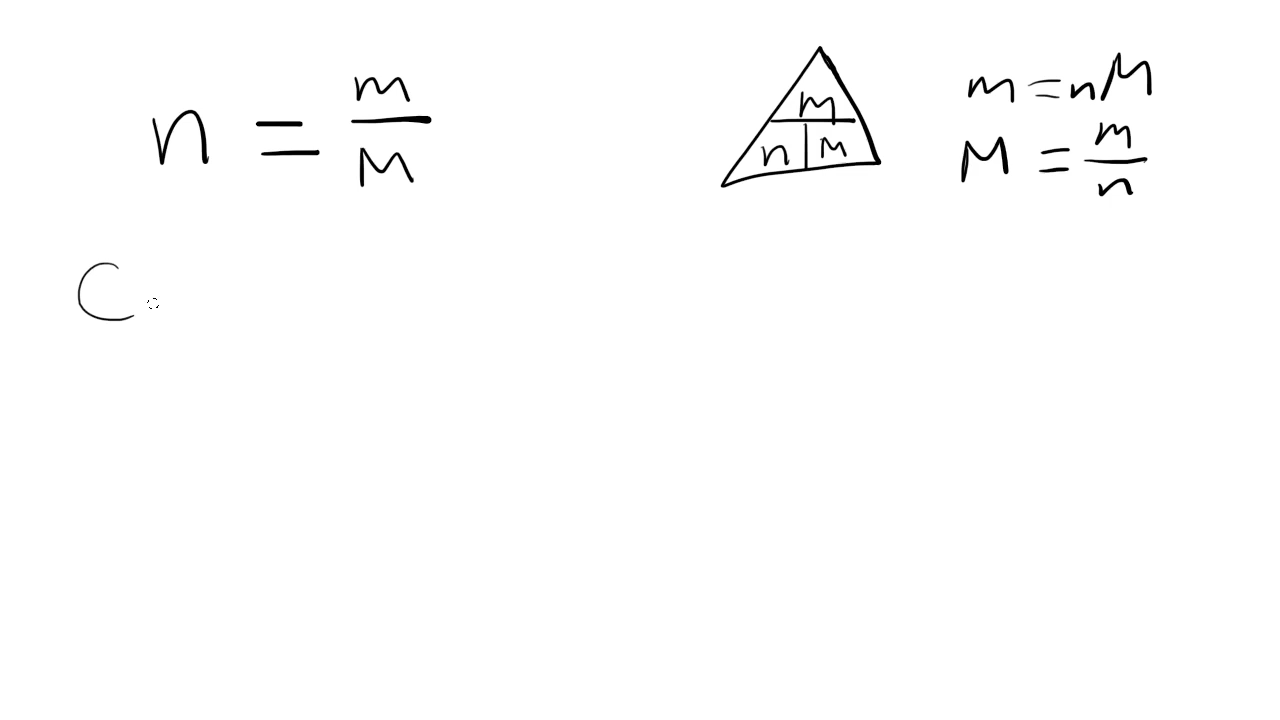 n = m/M
m
n | M
m = nM
M = m/n
C